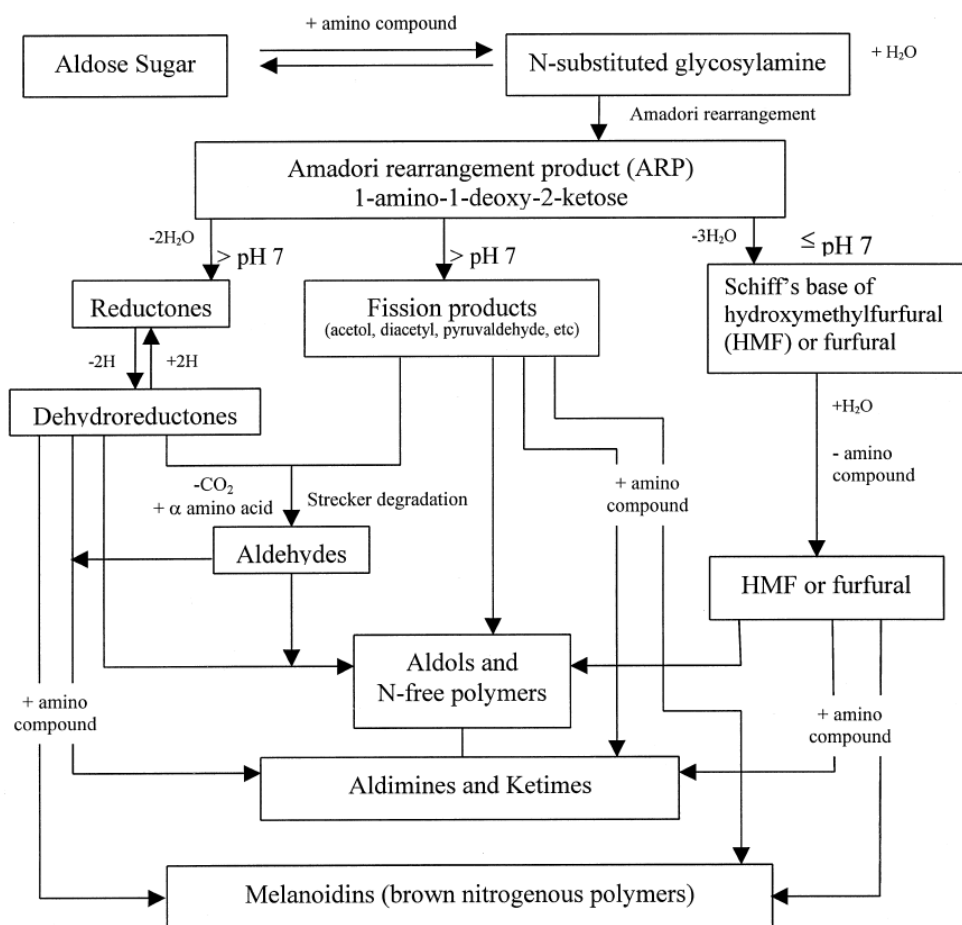 + amino compound
Aldose Sugar
N-substituted glycosylamine
+ H₂O
Amadori rearrangement
Amadori rearrangement product (ARP)
1-amino-1-deoxy-2-ketose
-2H₂O
> pH 7
> pH 7
-3H₂O
≤ pH 7
Reductones
Fission products
(acetol, diacetyl, pyruvaldehyde, etc)
Schiff's base of
hydroxymethylfurfural
(HMF) or furfural
-2H
+2H
Dehydroreductones
+H₂O
- amino
compound
-CO₂
+ α amino acid
Strecker degradation
+ amino
compound
Aldehydes
HMF or furfural
Aldols and
N-free polymers
+ amino
compound
+ amino
compound
Aldimines and Ketimes
Melanoidins (brown nitrogenous polymers)